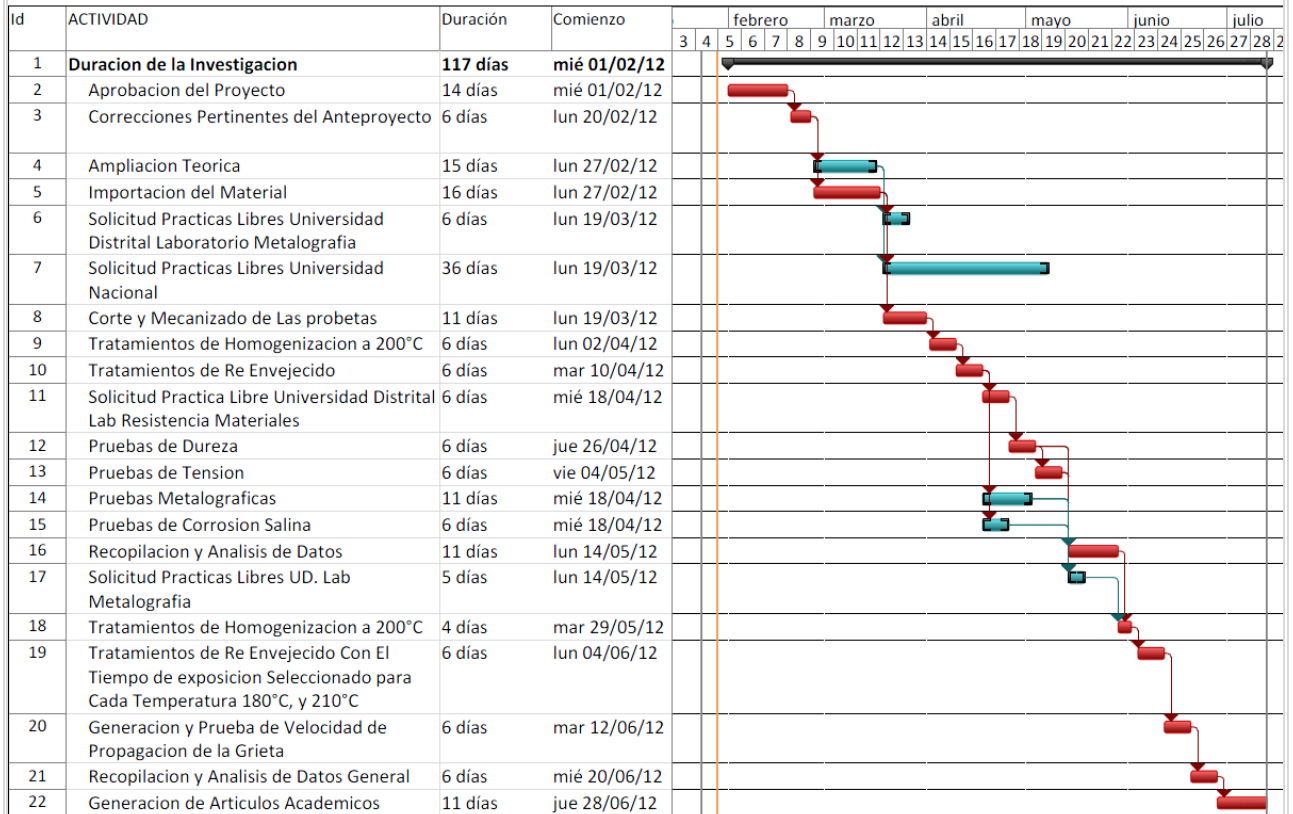 Id ACTIVIDAD Duración Comienzo febrero marzo abril mayo junio julio
3 4 5 6 7 8 9 10 11 12 13 14 15 16 17 18 19 20 21 22 23 24 25 26 27 28 2
1 Duracion de la Investigacion 117 días mié 01/02/12
2 Aprobacion del Proyecto 14 días mié 01/02/12
3 Correcciones Pertinentes del Anteproyecto 6 días lun 20/02/12
4 Ampliacion Teorica 15 días lun 27/02/12
5 Importacion del Material 16 días lun 27/02/12
6 Solicitud Practicas Libres Universidad 6 días lun 19/03/12
Distrital Laboratorio Metalografia
7 Solicitud Practicas Libres Universidad 36 días lun 19/03/12
Nacional
8 Corte y Mecanizado de Las probetas 11 días lun 19/03/12
9 Tratamientos de Homogenizacion a 200°C 6 días lun 02/04/12
10 Tratamientos de Re Envejecido 6 días mar 10/04/12
11 Solicitud Practica Libre Universidad Distrital 6 días mié 18/04/12
Lab Resistencia Materiales
12 Pruebas de Dureza 6 días jue 26/04/12
13 Pruebas de Tension 6 días vie 04/05/12
14 Pruebas Metalograficas 11 días mié 18/04/12
15 Pruebas de Corrosion Salina 6 días mié 18/04/12
16 Recopilacion y Analisis de Datos 11 días lun 14/05/12
17 Solicitud Practicas Libres UD. Lab 5 días lun 14/05/12
Metalografia
18 Tratamientos de Homogenizacion a 200°C 4 días mar 29/05/12
19 Tratamientos de Re Envejecido Con El 6 días lun 04/06/12
Tiempo de exposicion Seleccionado para
Cada Temperatura 180°C, y 210°C
20 Generacion y Prueba de Velocidad de 6 días mar 12/06/12
Propagacion de la Grieta
21 Recopilacion y Analisis de Datos General 6 días mié 20/06/12
22 Generacion de Articulos Academicos 11 días jue 28/06/12